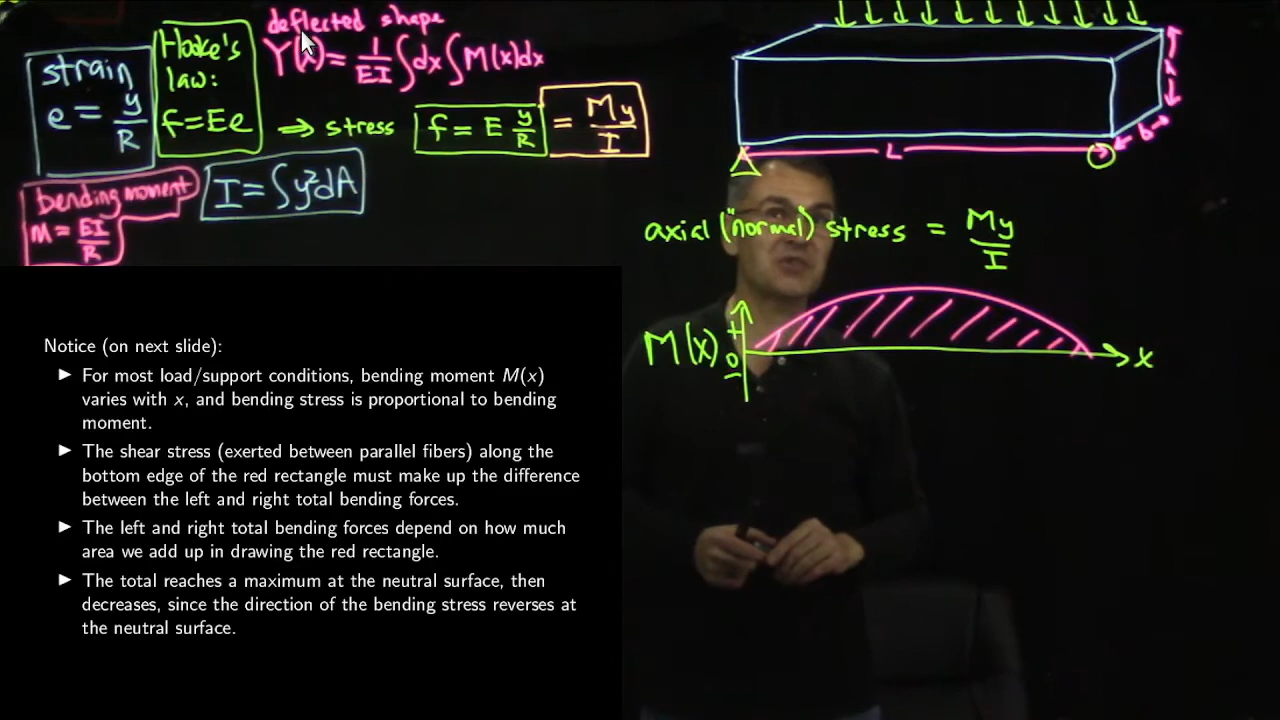 deflected shape
Y(x) = 1/EI ∫dx ∫M(x)dx
strain
e = y/R
Hooke's
law:
f=Ee
⇒ stress f = E y/R = My/I
bending moment
M = EI/R
I = ∫y²dA
L
b
h
axial ("normal") stress = My/I
M(x)
+
0
−
x
Notice (on next slide):
▶ For most load/support conditions, bending moment M(x)
varies with x, and bending stress is proportional to bending
moment.
▶ The shear stress (exerted between parallel fibers) along the
bottom edge of the red rectangle must make up the difference
between the left and right total bending forces.
▶ The left and right total bending forces depend on how much
area we add up in drawing the red rectangle.
▶ The total reaches a maximum at the neutral surface, then
decreases, since the direction of the bending stress reverses at
the neutral surface.